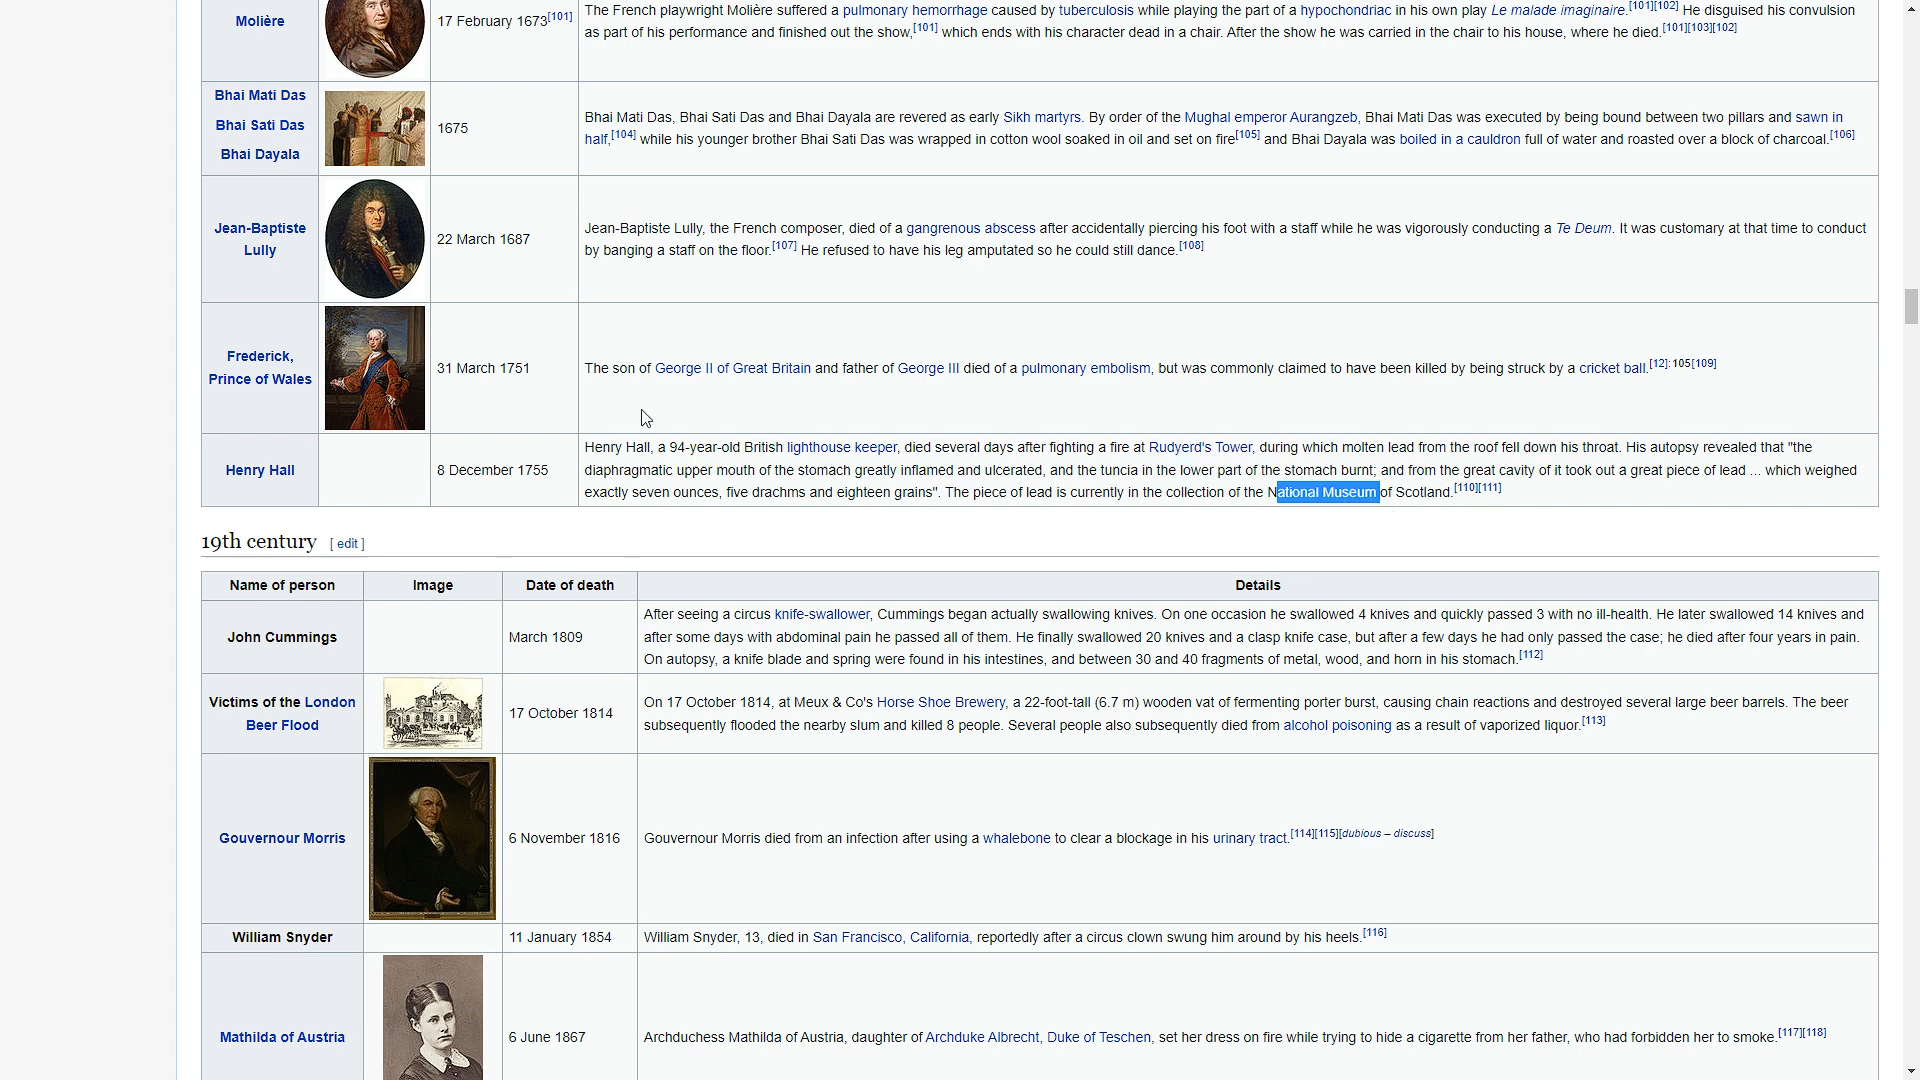 Molière
17 February 1673[101]
The French playwright Molière suffered a pulmonary hemorrhage caused by tuberculosis while playing the part of a hypochondriac in his own play Le malade imaginaire.[101][102] He disguised his convulsion
as part of his performance and finished out the show,[101] which ends with his character dead in a chair. After the show he was carried in the chair to his house, where he died.[101][103][102]
Bhai Mati Das
Bhai Sati Das
Bhai Dayala
1675
Bhai Mati Das, Bhai Sati Das and Bhai Dayala are revered as early Sikh martyrs. By order of the Mughal emperor Aurangzeb, Bhai Mati Das was executed by being bound between two pillars and sawn in
half,[104] while his younger brother Bhai Sati Das was wrapped in cotton wool soaked in oil and set on fire[105] and Bhai Dayala was boiled in a cauldron full of water and roasted over a block of charcoal.[106]
Jean-Baptiste
Lully
22 March 1687
Jean-Baptiste Lully, the French composer, died of a gangrenous abscess after accidentally piercing his foot with a staff while he was vigorously conducting a Te Deum. It was customary at that time to conduct
by banging a staff on the floor.[107] He refused to have his leg amputated so he could still dance.[108]
Frederick,
Prince of Wales
31 March 1751
The son of George II of Great Britain and father of George III died of a pulmonary embolism, but was commonly claimed to have been killed by being struck by a cricket ball.[12]: 105[109]
Henry Hall
8 December 1755
Henry Hall, a 94-year-old British lighthouse keeper, died several days after fighting a fire at Rudyerd's Tower, during which molten lead from the roof fell down his throat. His autopsy revealed that "the
diaphragmatic upper mouth of the stomach greatly inflamed and ulcerated, and the tuncia in the lower part of the stomach burnt; and from the great cavity of it took out a great piece of lead ... which weighed
exactly seven ounces, five drachms and eighteen grains". The piece of lead is currently in the collection of the National Museum of Scotland.[110][111]
19th century [ edit ]
Name of person Image Date of death Details
John Cummings
March 1809
After seeing a circus knife-swallower, Cummings began actually swallowing knives. On one occasion he swallowed 4 knives and quickly passed 3 with no ill-health. He later swallowed 14 knives and
after some days with abdominal pain he passed all of them. He finally swallowed 20 knives and a clasp knife case, but after a few days he had only passed the case; he died after four years in pain.
On autopsy, a knife blade and spring were found in his intestines, and between 30 and 40 fragments of metal, wood, and horn in his stomach.[112]
Victims of the London
Beer Flood
17 October 1814
On 17 October 1814, at Meux & Co's Horse Shoe Brewery, a 22-foot-tall (6.7 m) wooden vat of fermenting porter burst, causing chain reactions and destroyed several large beer barrels. The beer
subsequently flooded the nearby slum and killed 8 people. Several people also subsequently died from alcohol poisoning as a result of vaporized liquor.[113]
Gouvernour Morris
6 November 1816
Gouvernour Morris died from an infection after using a whalebone to clear a blockage in his urinary tract.[114][115][dubious – discuss]
William Snyder
11 January 1854
William Snyder, 13, died in San Francisco, California, reportedly after a circus clown swung him around by his heels.[116]
Mathilda of Austria
6 June 1867
Archduchess Mathilda of Austria, daughter of Archduke Albrecht, Duke of Teschen, set her dress on fire while trying to hide a cigarette from her father, who had forbidden her to smoke.[117][118]